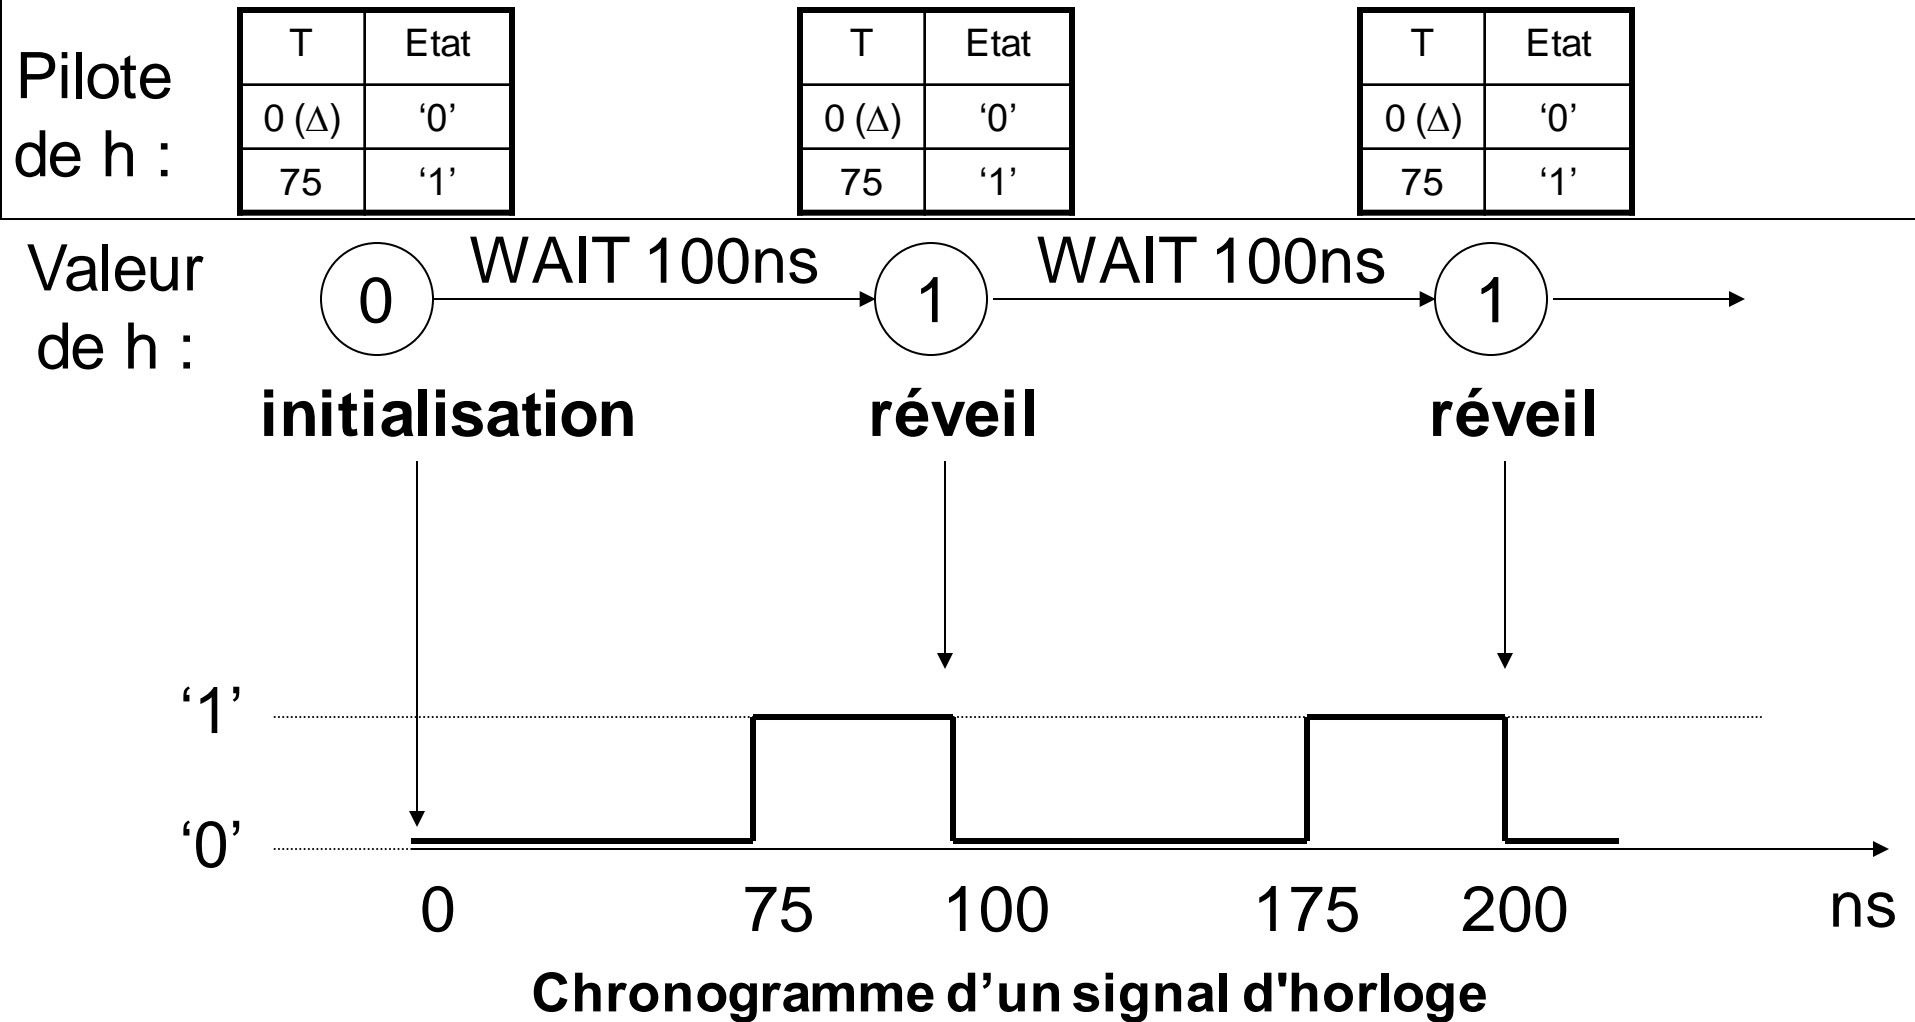 Pilote
de h :
T Etat
0 (Δ) ‘0’
75 ‘1’
T Etat
0 (Δ) ‘0’
75 ‘1’
T Etat
0 (Δ) ‘0’
75 ‘1’
Valeur
de h :
0 WAIT 100ns 1 WAIT 100ns 1
initialisation réveil réveil
‘1’
‘0’
0 75 100 175 200 ns
Chronogramme d’un signal d'horloge